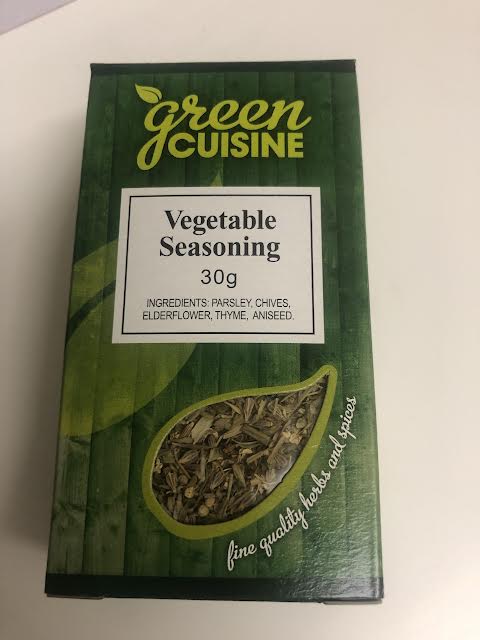 green
CUISINE
Vegetable
Seasoning
30g
INGREDIENTS: PARSLEY, CHIVES,
ELDERFLOWER, THYME, ANISEED.
fine quality herbs and spices